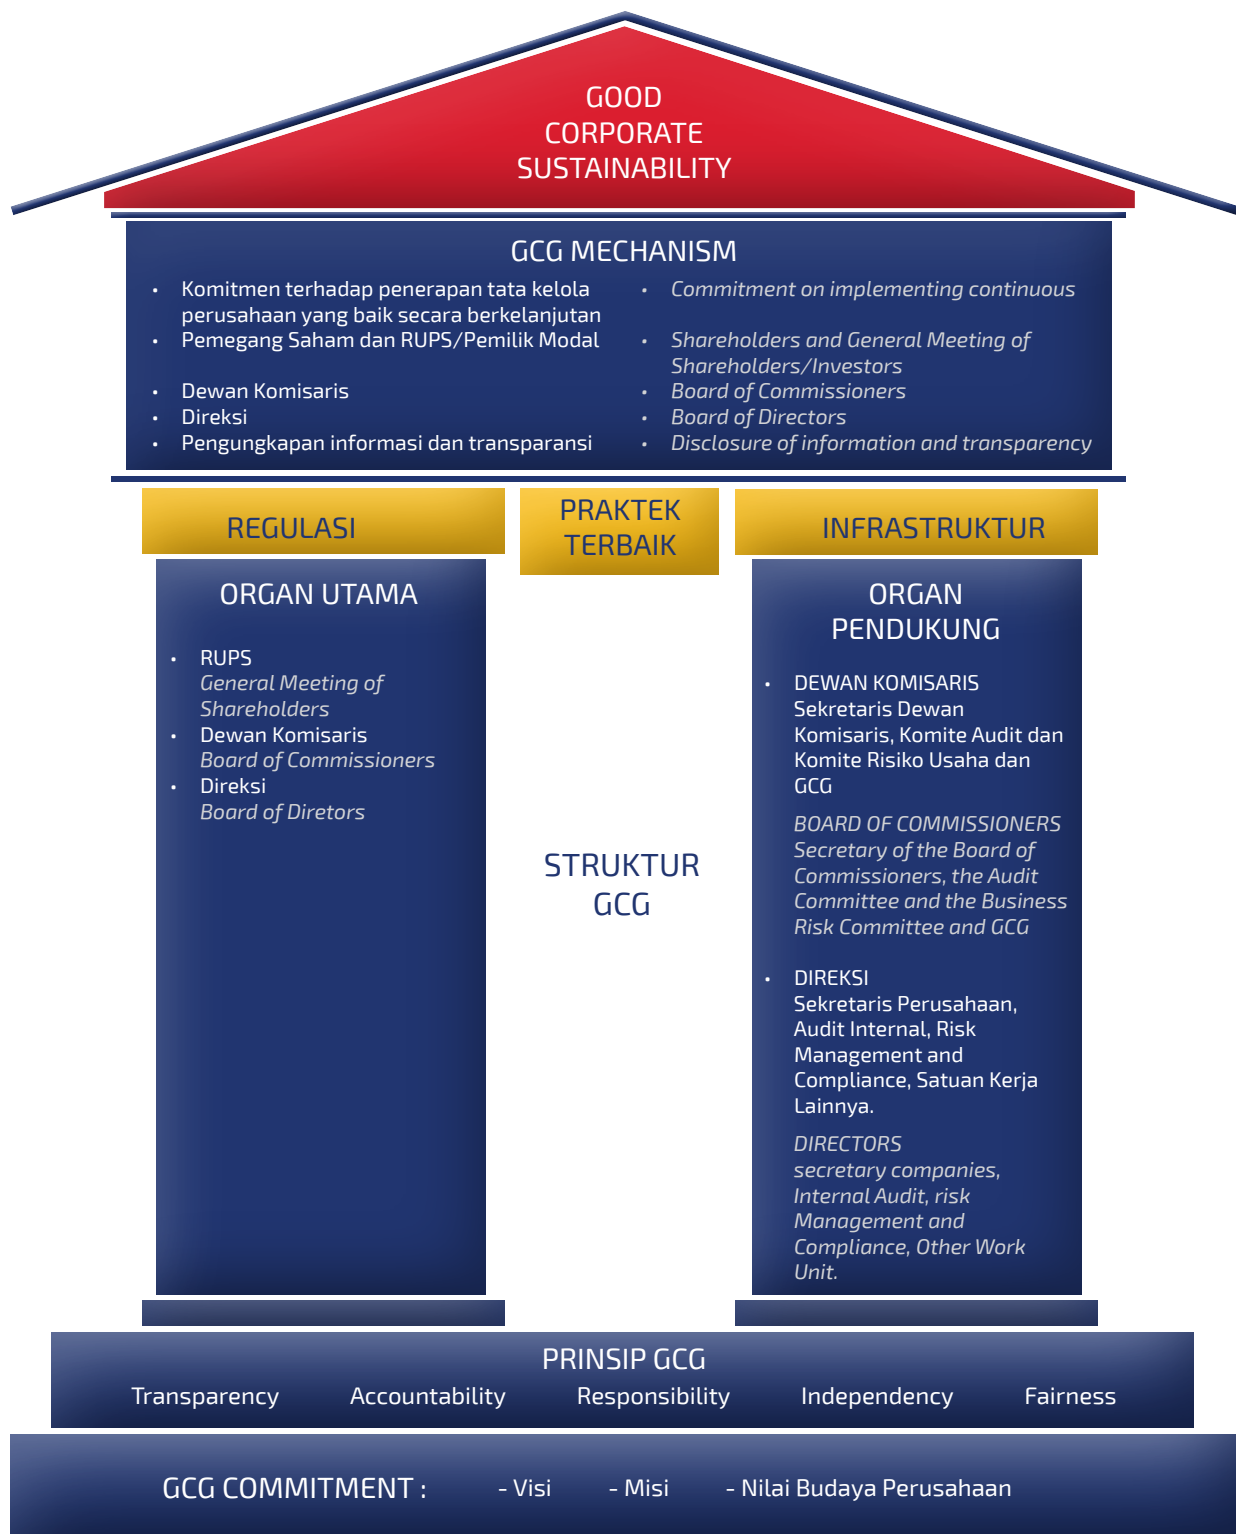 GOOD
CORPORATE
SUSTAINABILITY
GCG MECHANISM
• Komitmen terhadap penerapan tata kelola
perusahaan yang baik secara berkelanjutan
• Pemegang Saham dan RUPS/Pemilik Modal
• Dewan Komisaris
• Direksi
• Pengungkapan informasi dan transparansi
• Commitment on implementing continuous
• Shareholders and General Meeting of
Shareholders/Investors
• Board of Commissioners
• Board of Directors
• Disclosure of information and transparency
REGULASI
PRAKTEK
TERBAIK
INFRASTRUKTUR
ORGAN UTAMA
• RUPS
General Meeting of
Shareholders
• Dewan Komisaris
Board of Commissioners
• Direksi
Board of Diretors
STRUKTUR
GCG
ORGAN
PENDUKUNG
• DEWAN KOMISARIS
Sekretaris Dewan
Komisaris, Komite Audit dan
Komite Risiko Usaha dan
GCG
BOARD OF COMMISSIONERS
Secretary of the Board of
Commissioners, the Audit
Committee and the Business
Risk Committee and GCG
• DIREKSI
Sekretaris Perusahaan,
Audit Internal, Risk
Management and
Compliance, Satuan Kerja
Lainnya.
DIRECTORS
secretary companies,
Internal Audit, risk
Management and
Compliance, Other Work
Unit.
PRINSIP GCG
Transparency Accountability Responsibility Independency Fairness
GCG COMMITMENT : - Visi - Misi - Nilai Budaya Perusahaan